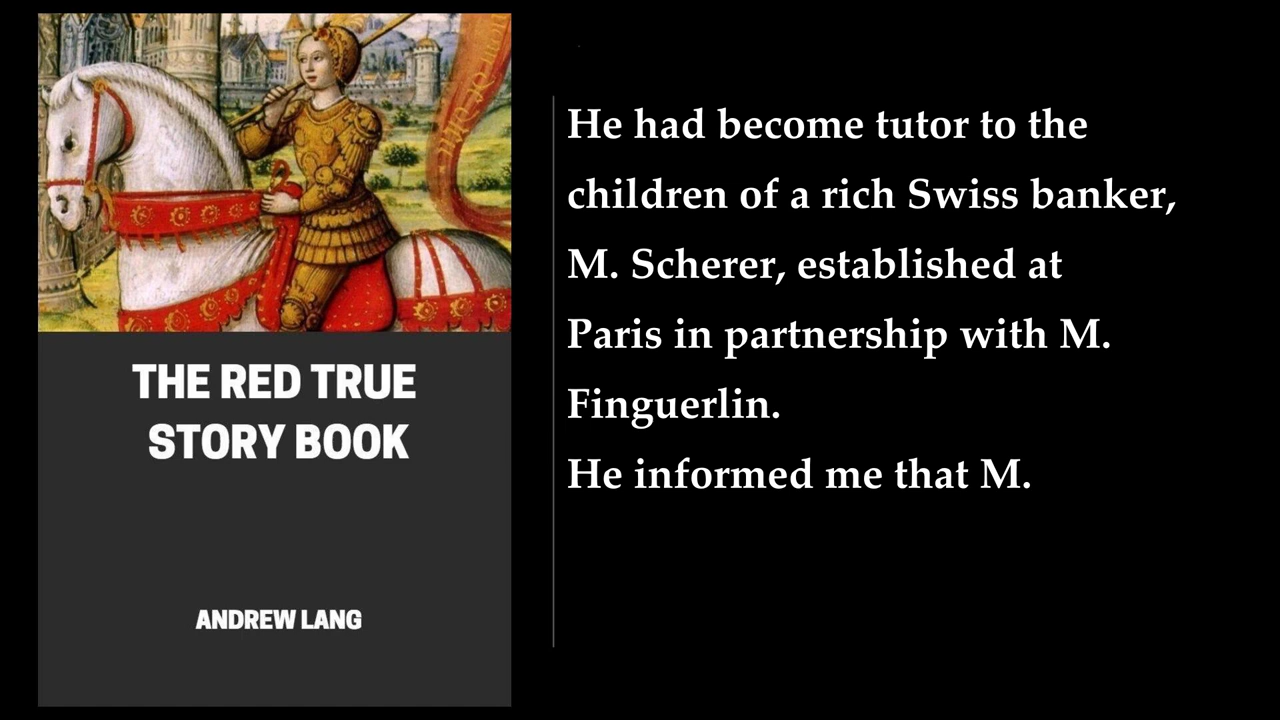 THE RED TRUE
STORY BOOK
ANDREW LANG
He had become tutor to the
children of a rich Swiss banker,
M. Scherer, established at
Paris in partnership with M.
Finguerlin.
He informed me that M.